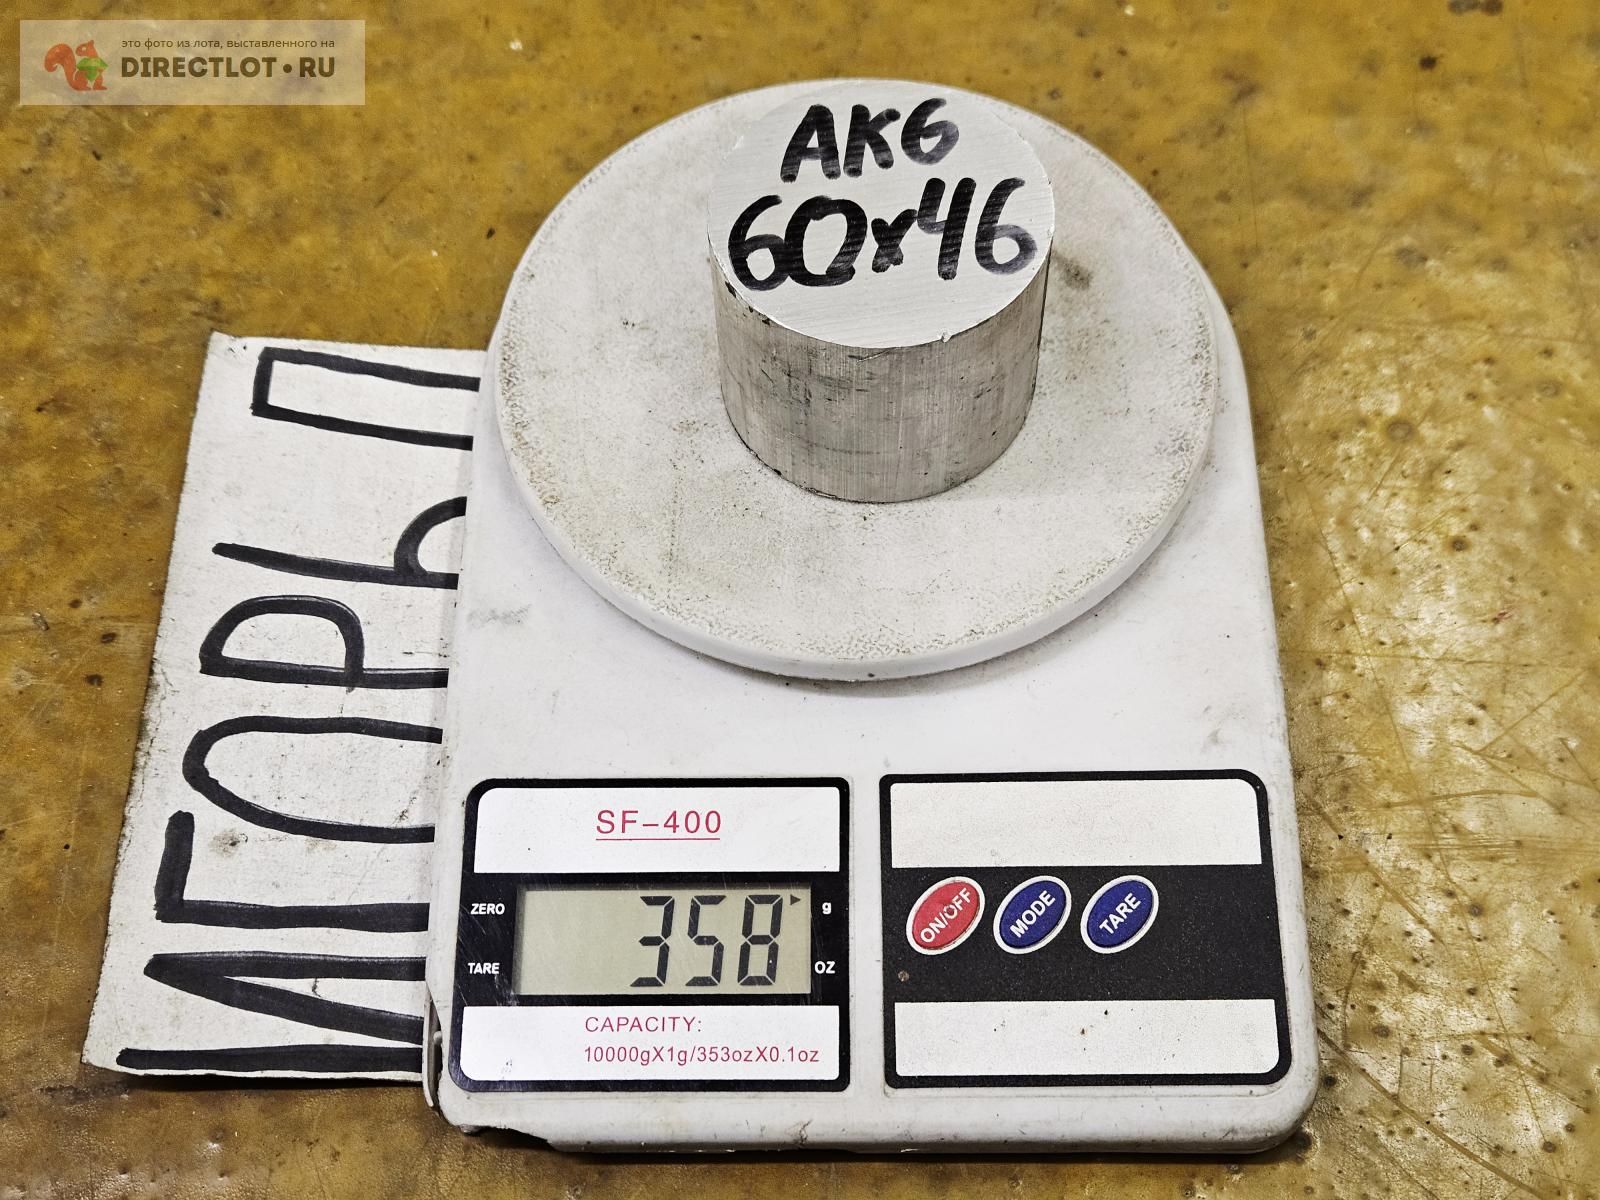 это фото из лота, выставленного на
DIRECTLOT•RU
АК6
60х46
ИГОРЬ П
SF-400
ZERO
358
g
TARE
OZ
CAPACITY:
10000gX1g/353ozX0.1oz
ON/OFF
MODE
TARE